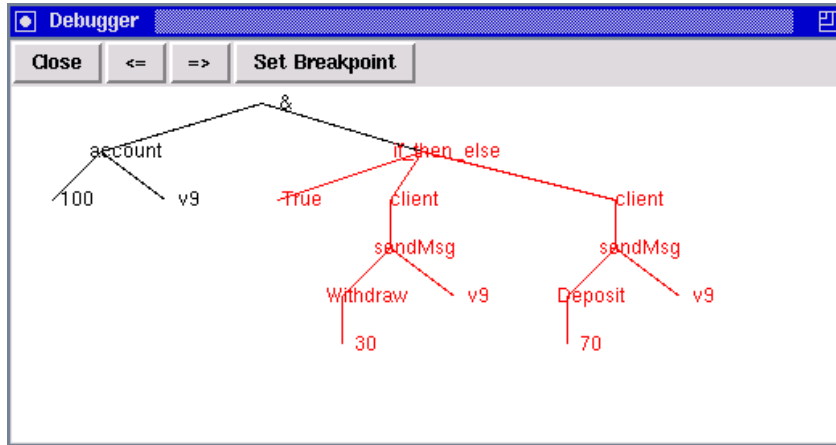 Debugger
Close <= => Set Breakpoint
&
account if_then_else
100 v9 True client client
sendMsg sendMsg
Withdraw v9 Deposit v9
30 70